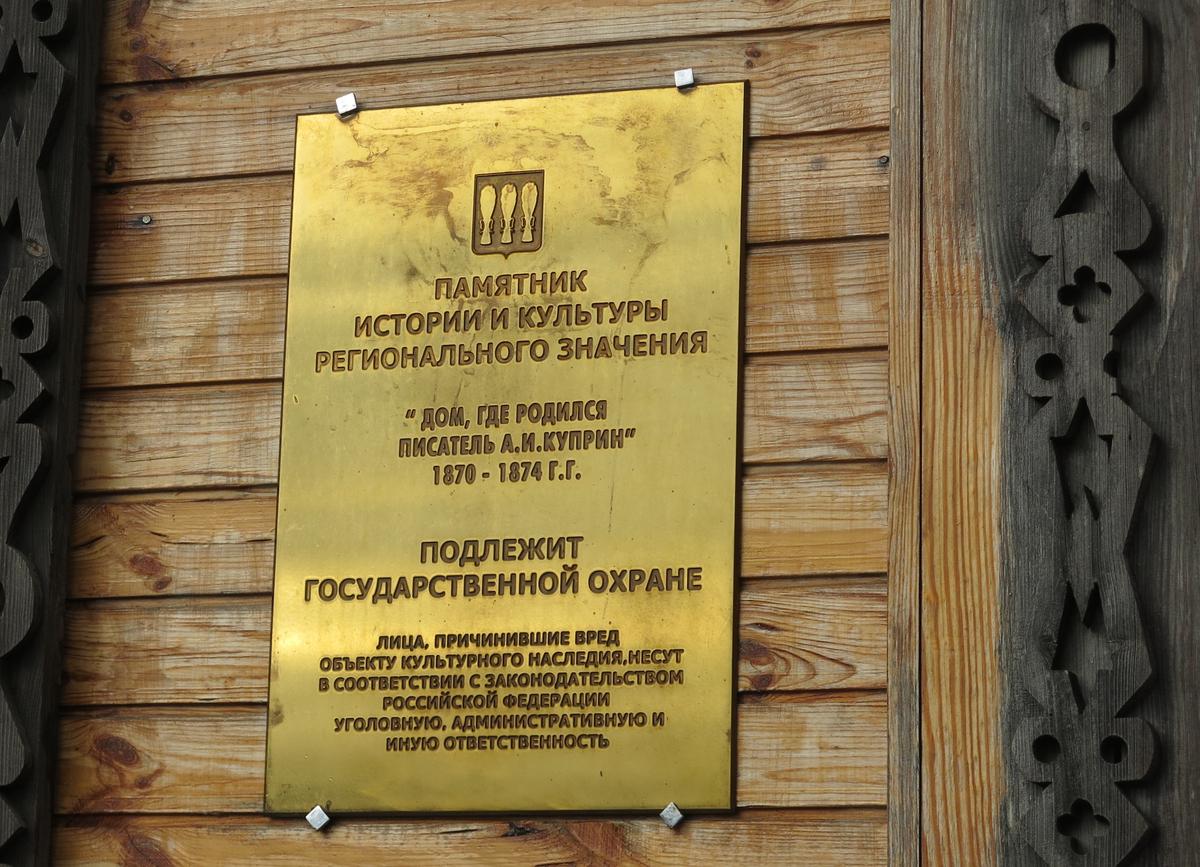 ПАМЯТНИК
ИСТОРИИ И КУЛЬТУРЫ
РЕГИОНАЛЬНОГО ЗНАЧЕНИЯ
“ ДОМ, ГДЕ РОДИЛСЯ
ПИСАТЕЛЬ А.И.КУПРИН”
1870 - 1874 Г.Г.
ПОДЛЕЖИТ
ГОСУДАРСТВЕННОЙ ОХРАНЕ
ЛИЦА, ПРИЧИНИВШИЕ ВРЕД
ОБЪЕКТУ КУЛЬТУРНОГО НАСЛЕДИЯ,НЕСУТ
В СООТВЕТСТВИИ С ЗАКОНОДАТЕЛЬСТВОМ
РОССИЙСКОЙ ФЕДЕРАЦИИ
УГОЛОВНУЮ, АДМИНИСТРАТИВНУЮ И
ИНУЮ ОТВЕТСТВЕННОСТЬ